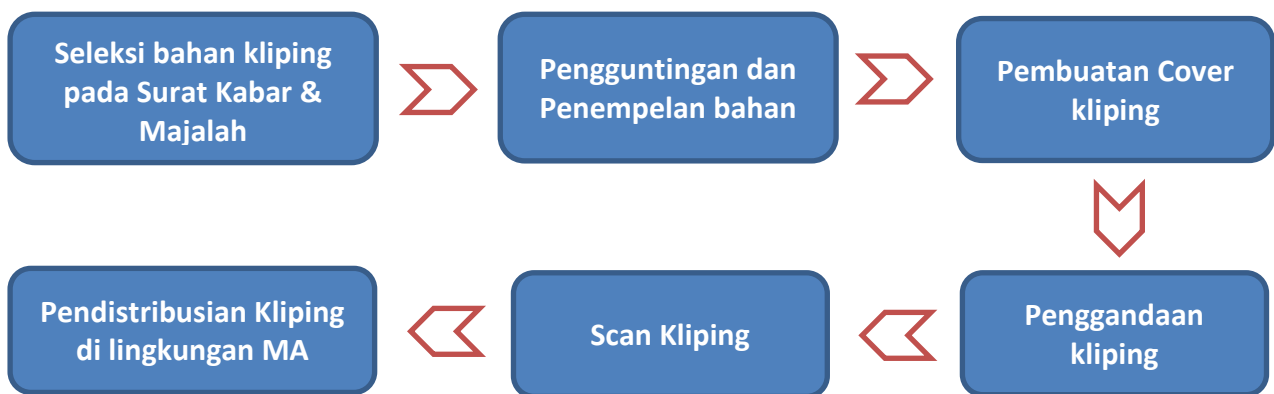 Seleksi bahan kliping
pada Surat Kabar &
Majalah
Pengguntingan dan
Penempelan bahan
Pembuatan Cover
kliping
Penggandaan
kliping
Scan Kliping
Pendistribusian Kliping
di lingkungan MA